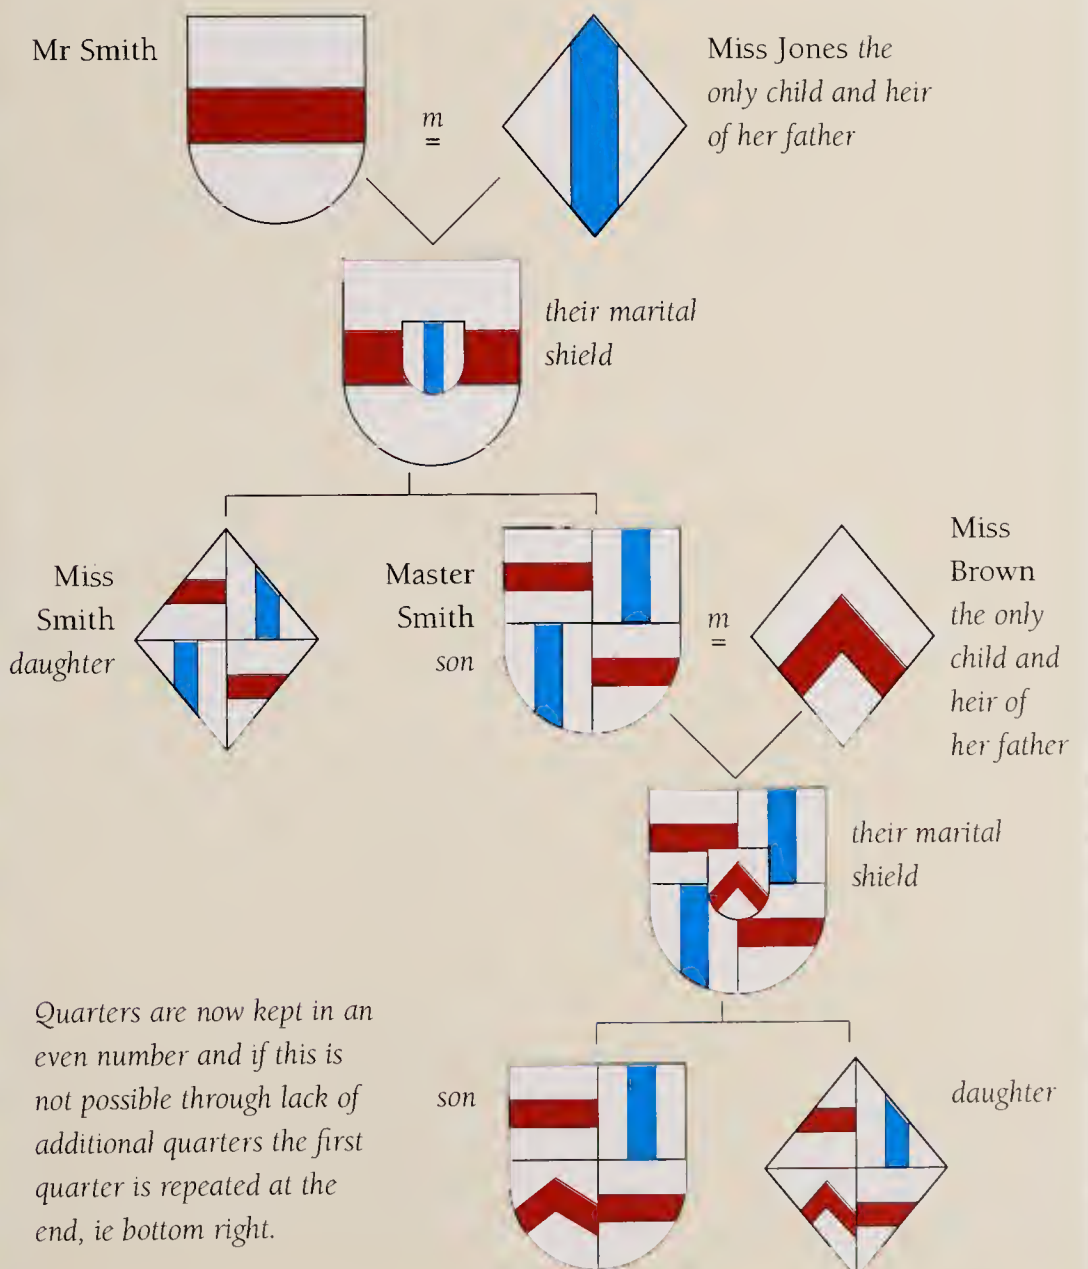 Mr Smith
m
=
Miss Jones the
only child and heir
of her father
their marital
shield
Miss
Smith
daughter
Master
Smith
son
m
=
Miss
Brown
the only
child and
heir of
her father
their marital
shield
Quarters are now kept in an
even number and if this is
not possible through lack of
additional quarters the first
quarter is repeated at the
end, ie bottom right.
son
daughter